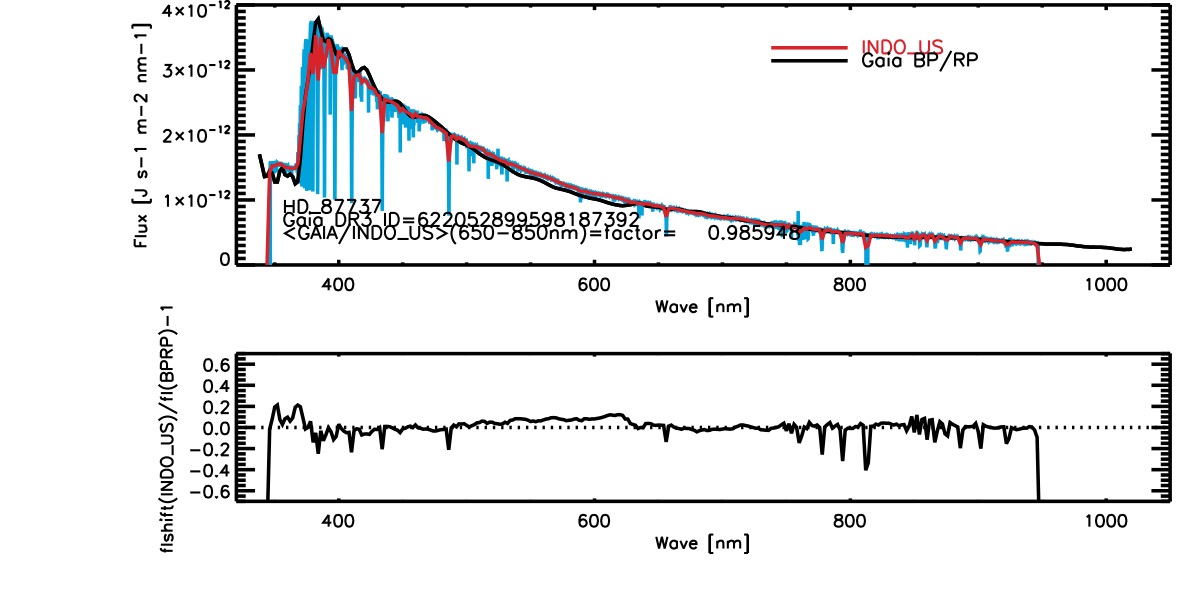 4×10−12
3×10−12
2×10−12
1×10−12
0
Flux [J s−1 m−2 nm−1]
INDO_US
Gaia BP/RP
HD_87737
Gaia DR3 ID=6220528995981873​92
<GAIA/INDO_US>(650−850nm)=factor= 0.985948
400 600 800 1000
Wave [nm]
flshift(INDO_US)/fl(BPRP)−1
0.6
0.4
0.2
0.0
−0.2
−0.4
−0.6
400 600 800 1000
Wave [nm]